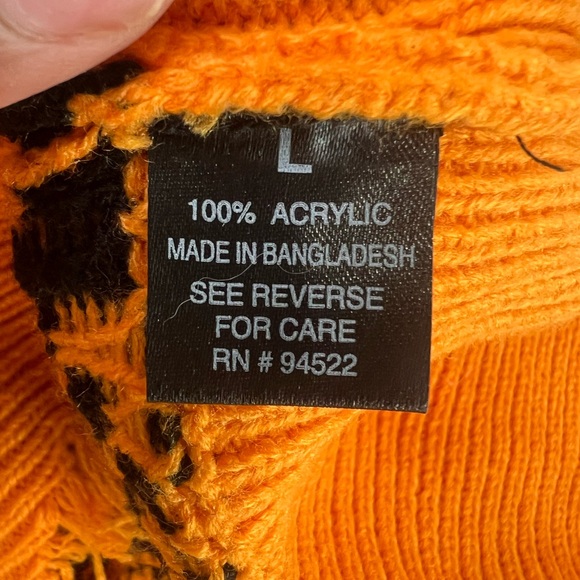 L
100% ACRYLIC
MADE IN BANGLADESH
SEE REVERSE
FOR CARE
RN # 94522